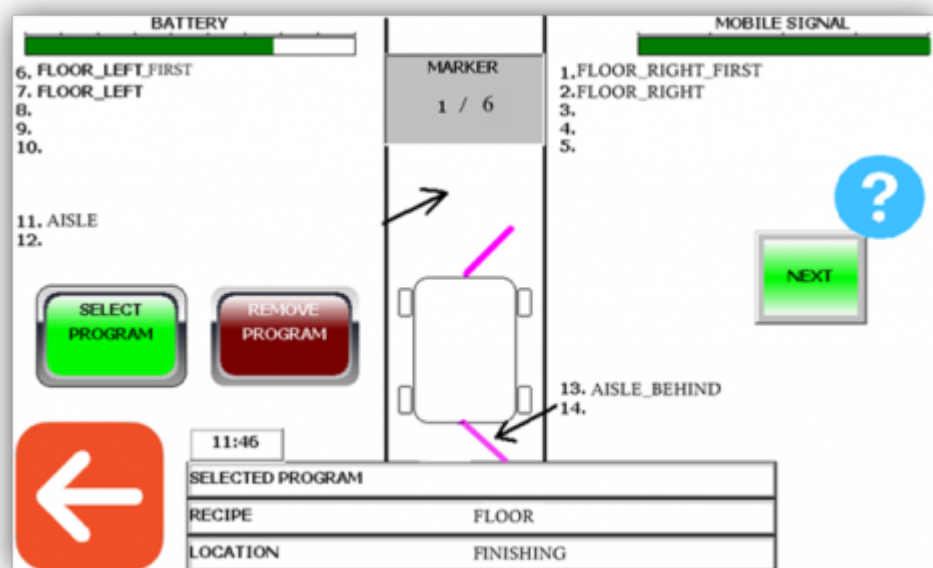 BATTERY
MOBILE SIGNAL
6. FLOOR_LEFT_FIRST
7. FLOOR_LEFT
8.
9.
10.
MARKER
1 / 6
1.FLOOR_RIGHT_FIRST
2.FLOOR_RIGHT
3.
4.
5.
?
11. AISLE
12.
NEXT
SELECT
PROGRAM
REMOVE
PROGRAM
13. AISLE_BEHIND
14.
11:46
SELECTED PROGRAM
RECIPE FLOOR
LOCATION FINISHING